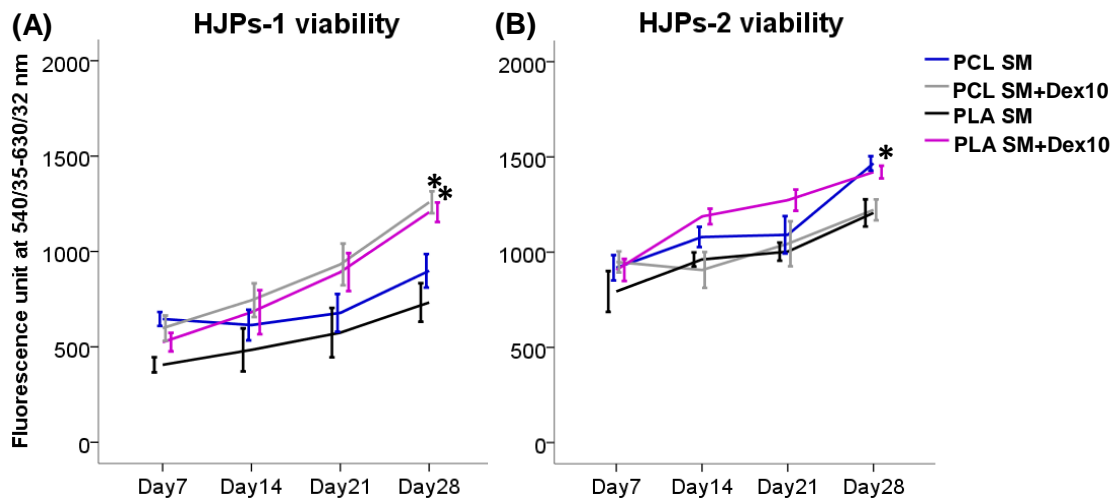 (A)
HJPs-1 viability
Fluorescence unit at 540/35-630/32 nm
2000
1500
1000
500
0
**
Day7 Day14 Day21 Day28
(B)
HJPs-2 viability
2000
1500
1000
500
0
*
Day7 Day14 Day21 Day28
PCL SM
PCL SM+Dex10
PLA SM
PLA SM+Dex10